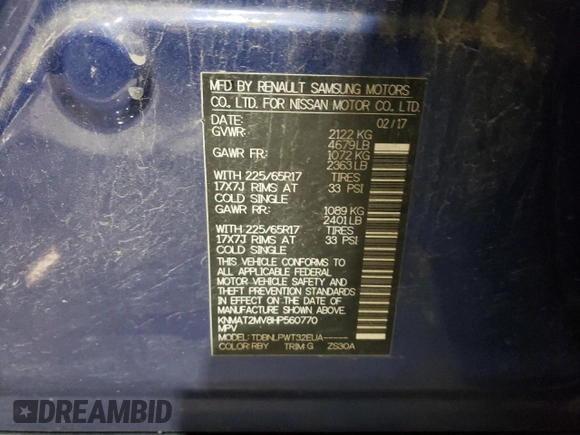 MFD BY RENAULT SAMSUNG MOTORS
CO., LTD. FOR NISSAN MOTOR CO., LTD.
DATE: 02/17
GVWR: 2122 KG
4679 LB
GAWR FR: 1072 KG
2363 LB
WITH 225/65R17 TIRES
17X7J RIMS AT 33 PSI
COLD SINGLE
GAWR RR: 1089 KG
2401 LB
WITH 225/65R17 TIRES
17X7J RIMS AT 33 PSI
COLD SINGLE
THIS VEHICLE CONFORMS TO
ALL APPLICABLE FEDERAL
MOTOR VEHICLE SAFETY AND
THEFT PREVENTION STANDARDS
IN EFFECT ON THE DATE OF
MANUFACTURE SHOWN ABOVE.
KNMAT2MV8HP560770
MPV
MODEL: TDBNLPWT32EUA-----
COLOR: RBY TRIM: G ZS30A
DREAMBID